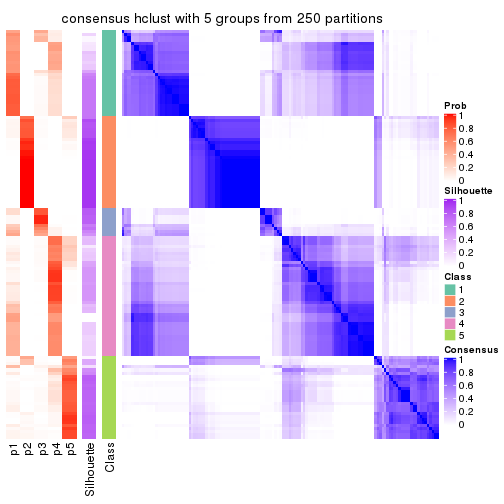 consensus hclust with 5 groups from 250 partitions
Prob
1
0.8
0.6
0.4
0.2
0
Silhouette
1
0.8
0.6
0.4
0.2
0
Class
1
2
3
4
5
Consensus
1
0.8
0.6
0.4
0.2
0
p1
p2
p3
p4
p5
Silhouette
Class